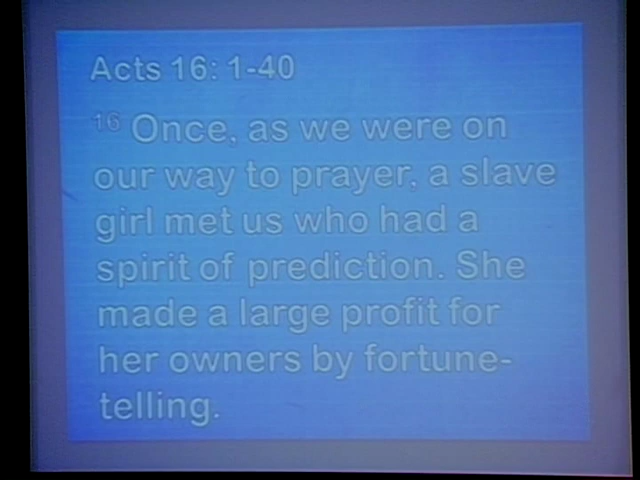 Acts 16: 1-40
16 Once, as we were on
our way to prayer, a slave
girl met us who had a
spirit of prediction. She
made a large profit for
her owners by fortune-
telling.